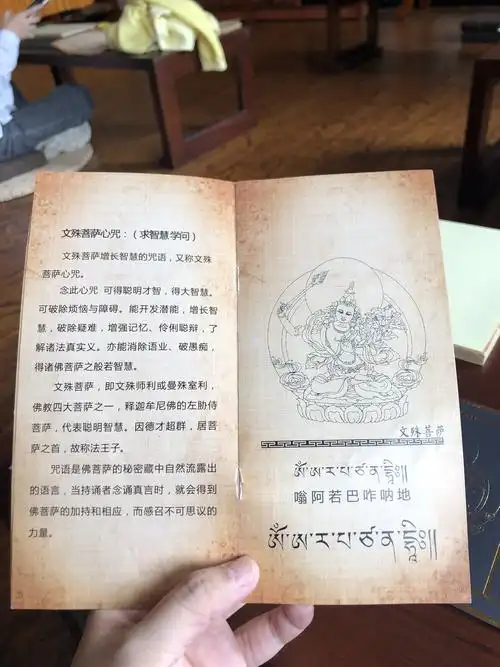 文殊菩萨心咒：（求智慧 学问）
文殊菩萨增长智慧的咒语，又称文殊
菩萨心咒。
念此心咒 可得聪明才智，得大智慧。
可破除烦恼与障碍。能开发潜能，增长智
慧，破除疑难，增强记忆、伶俐聪辩，了
解诸法真实义。亦能消除语业、破愚痴，
得诸佛菩萨之般若智慧。
文殊菩萨，即文殊师利或曼殊室利，
佛教四大菩萨之一，释迦牟尼佛的左胁侍
菩萨，代表聪明智慧。因德才超群，居菩
萨之首，故称法王子。
咒语是佛菩萨的秘密藏中自然流露出
的语言，当持诵者念诵真言时，就会得到
佛菩萨的加持和相应，而感召不可思议的
力量。
文殊菩萨
ༀ་ཨ་ར་པ་ཙ་ན་དྷཱིཿ༎
嗡阿若巴咋呐地
ༀ་ཨ་ར་པ་ཙ་ན་དྷཱིཿ༎